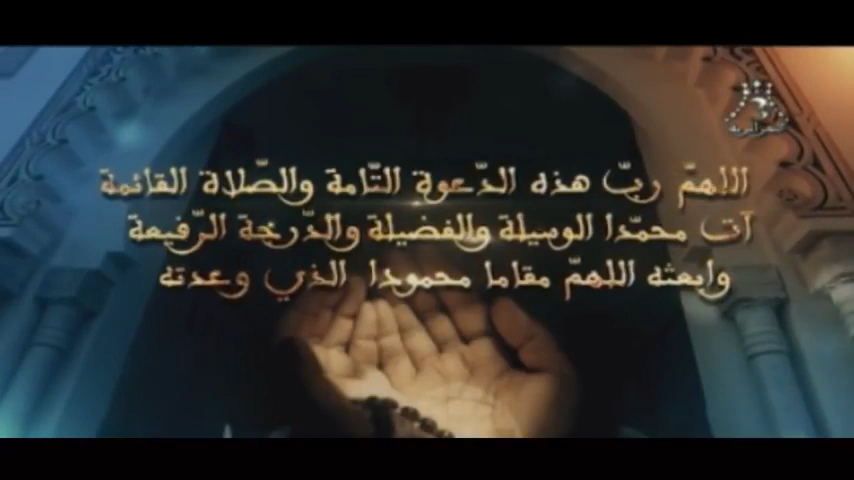 اللهمّ ربّ هذه الدّعوة التّامة والصّلاة القائمة
آت محمّدا الوسيلة والفضيلة والدّرجة الرّفيعة
وابعثه اللهمّ مقاما محمودا الذي وعدته